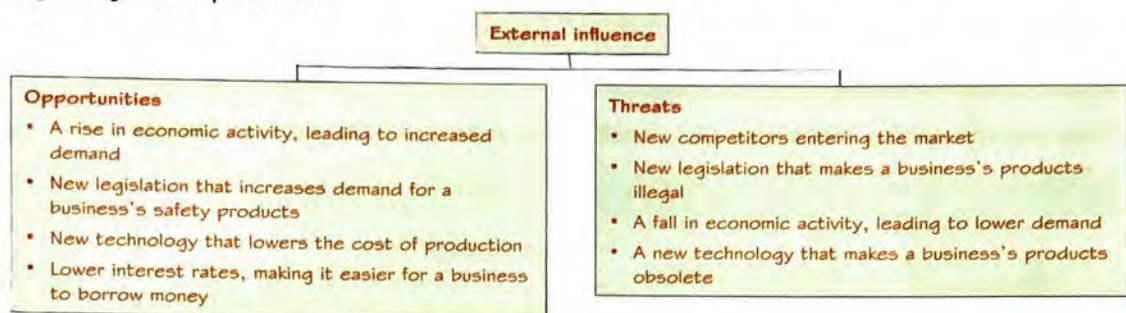 External influence
Opportunities
• A rise in economic activity, leading to increased
demand
• New legislation that increases demand for a
business's safety products
• New technology that lowers the cost of production
• Lower interest rates, making it easier for a business
to borrow money
Threats
• New competitors entering the market
• New legislation that makes a business's products
illegal
• A fall in economic activity, leading to lower demand
• A new technology that makes a business's products
obsolete